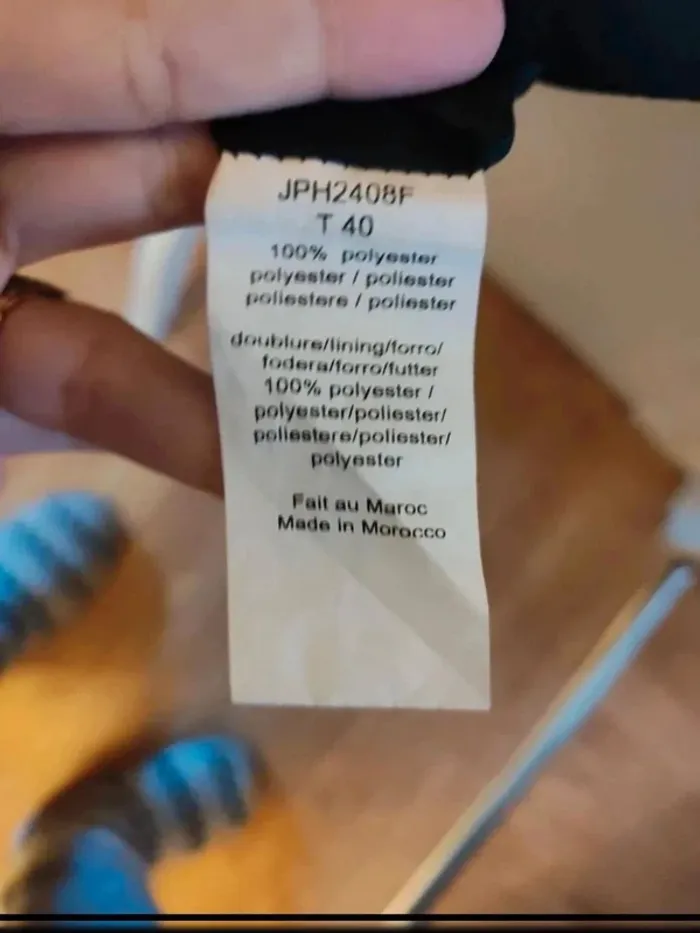 JPH2408F
T 40
100% polyester
polyester / poliester
poliestere / poliester
doublure/lining/forro/
fodera/forro/futter
100% polyester /
polyester/poliester/
poliestere/poliester/
polyester
Fait au Maroc
Made in Morocco